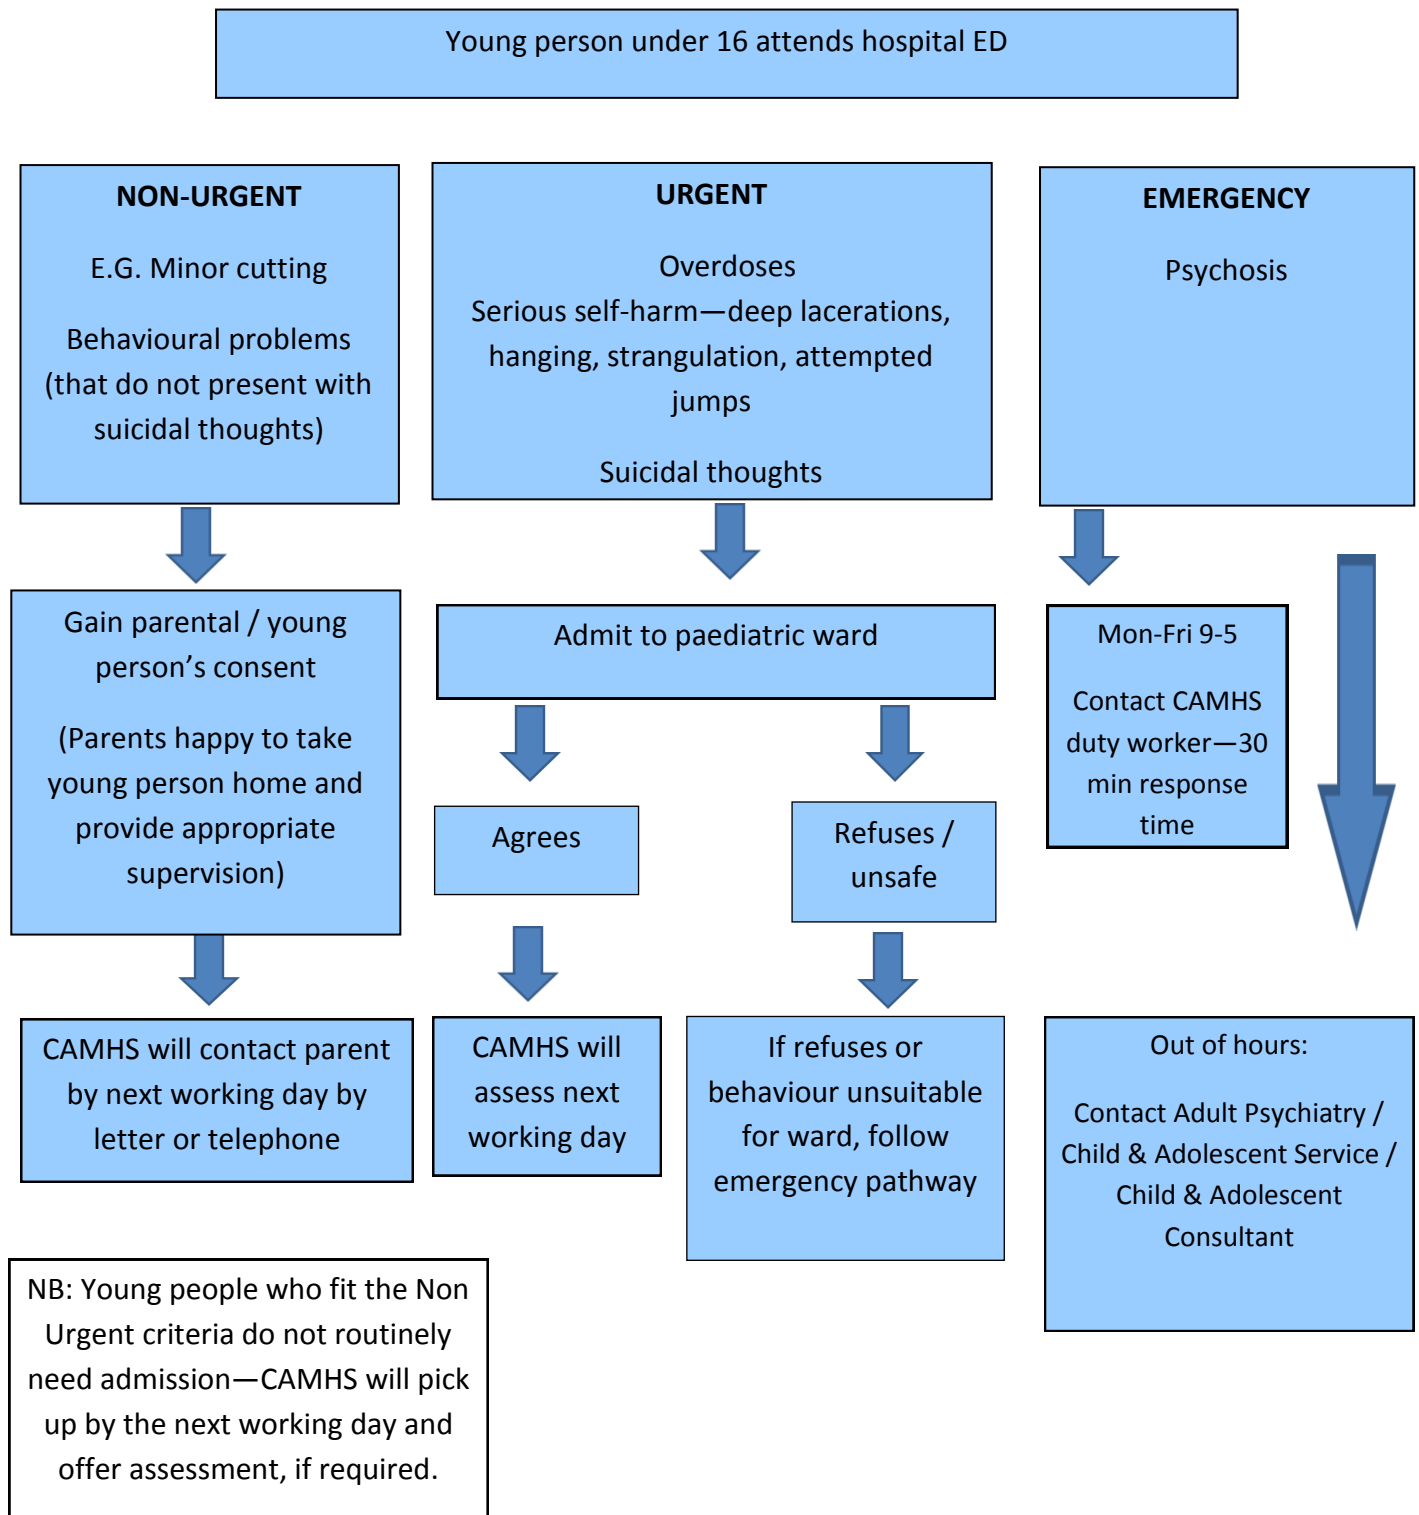 Young person under 16 attends hospital ED
NON-URGENT
E.G. Minor cutting
Behavioural problems
(that do not present with
suicidal thoughts)
URGENT
Overdoses
Serious self-harm—deep lacerations,
hanging, strangulation, attempted
jumps
Suicidal thoughts
EMERGENCY
Psychosis
Gain parental / young
person’s consent
(Parents happy to take
young person home and
provide appropriate
supervision)
Admit to paediatric ward
Mon-Fri 9-5
Contact CAMHS
duty worker—30
min response
time
Agrees
Refuses /
unsafe
CAMHS will contact parent
by next working day by
letter or telephone
CAMHS will
assess next
working day
If refuses or
behaviour unsuitable
for ward, follow
emergency pathway
Out of hours:
Contact Adult Psychiatry /
Child & Adolescent Service /
Child & Adolescent
Consultant
NB: Young people who fit the Non
Urgent criteria do not routinely
need admission—CAMHS will pick
up by the next working day and
offer assessment, if required.